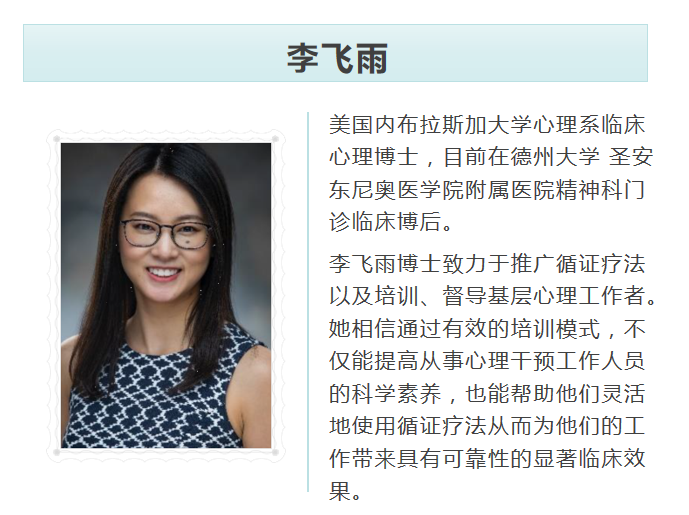 李飞雨
美国内布拉斯加大学心理系临床
心理博士，目前在德州大学 圣安
东尼奥医学院附属医院精神科门
诊临床博后。
李飞雨博士致力于推广循证疗法
以及培训、督导基层心理工作者。
她相信通过有效的培训模式，不
仅能提高从事心理干预工作人员
的科学素养，也能帮助他们灵活
地使用循证疗法从而为他们的工
作带来具有可靠性的显著临床效
果。